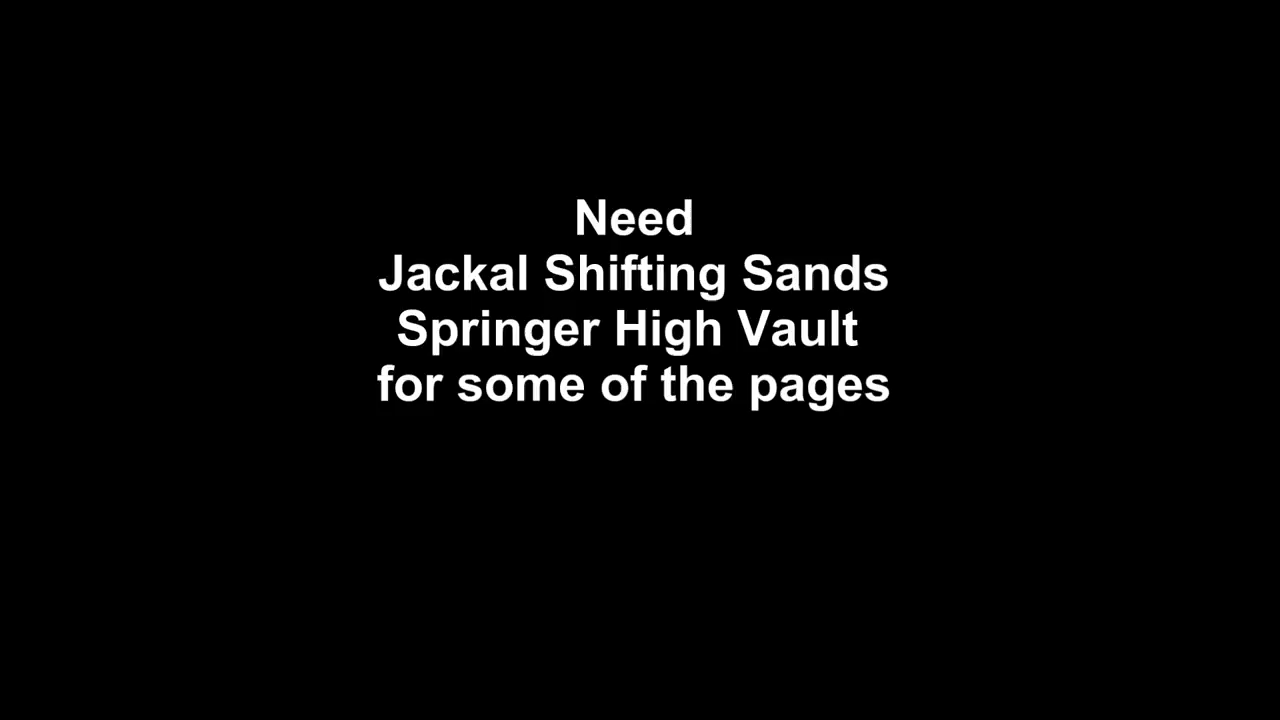 Need
Jackal Shifting Sands
Springer High Vault
for some of the pages